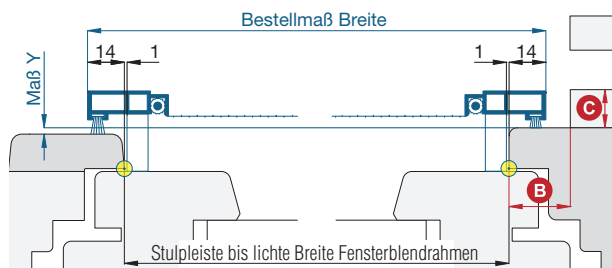 Bestellmaß Breite
14 1 1 14
Maß Y
C
B
Stulpleiste bis lichte Breite Fensterblendrahmen